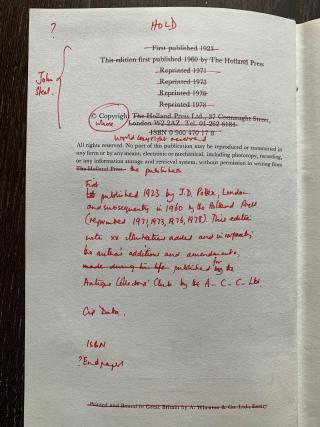 ? HOLD
First published 1923
This edition first published 1960 by The Holland Press
Reprinted 1971
Reprinted 1973
Reprinted 1976
Reprinted 1978
John
Steel.
© Copyright The Holland Press Ltd., 37 Connaught Street,
where
London W2 2AZ. Tel. 01-262 6184
ISBN 0 900 470 17 8
world copyright reserved
All rights reserved. No part of this publication may be reproduced or transmitted
in any form or by any means, electronic or mechanical, including photocopy, recording,
or any information storage and retrieval system, without permission in writing from
The Holland Press. the publishers
First
published 1923 by J.D. Potter, London
and subsequently in 1960 by the Holland Press
(reprinted 1971, 1973, 1976, 1978). This edition
with xx illustrations added and incorporating
the author's additions and amendments,
made during his life published for by the
Antique Collectors' Club by the A-C-C Ltd.
Cip Data.
ISBN
? Endpapers
Printed and Bound in Great Britain by A. Wheaton & Co. Ltd., Exeter